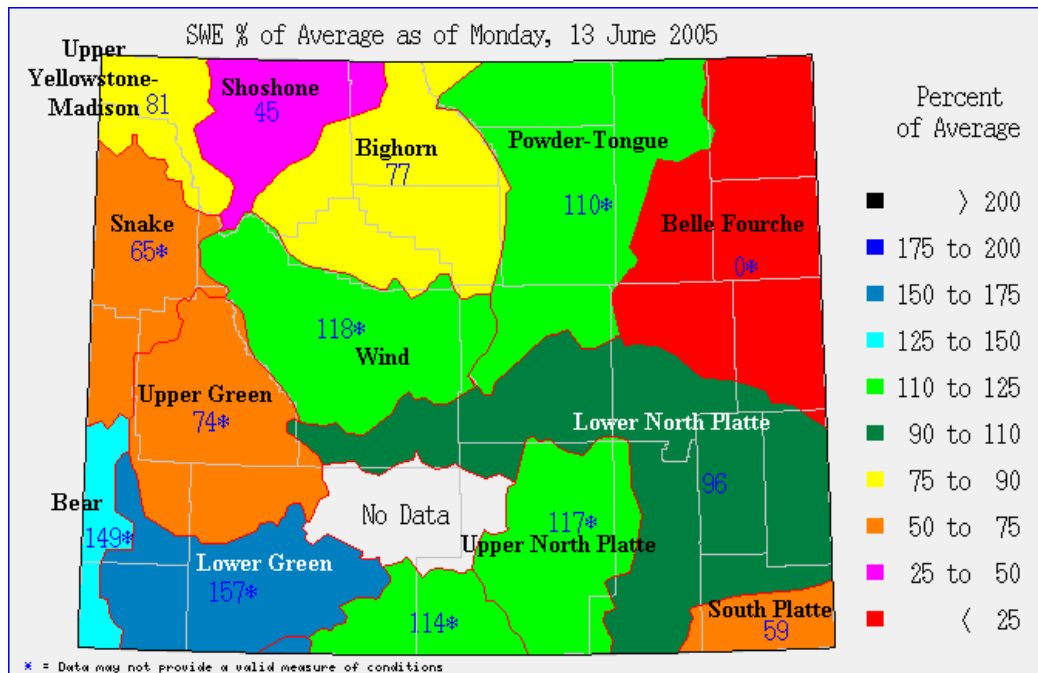 SWE % of Average as of Monday, 13 June 2005
Upper
Yellowstone-
Madison
81
Shoshone
45
Bighorn
77
Powder-Tongue
110*
Snake
65*
Belle Fourche
0*
118*
Wind
Upper Green
74*
Lower North Platte
96
Bear
149*
No Data
117*
Upper North Platte
Lower Green
157*
114*
South Platte
59
Percent
of Average
> 200
175 to 200
150 to 175
125 to 150
110 to 125
90 to 110
75 to 90
50 to 75
25 to 50
< 25
* = Data may not provide a valid measure of conditions